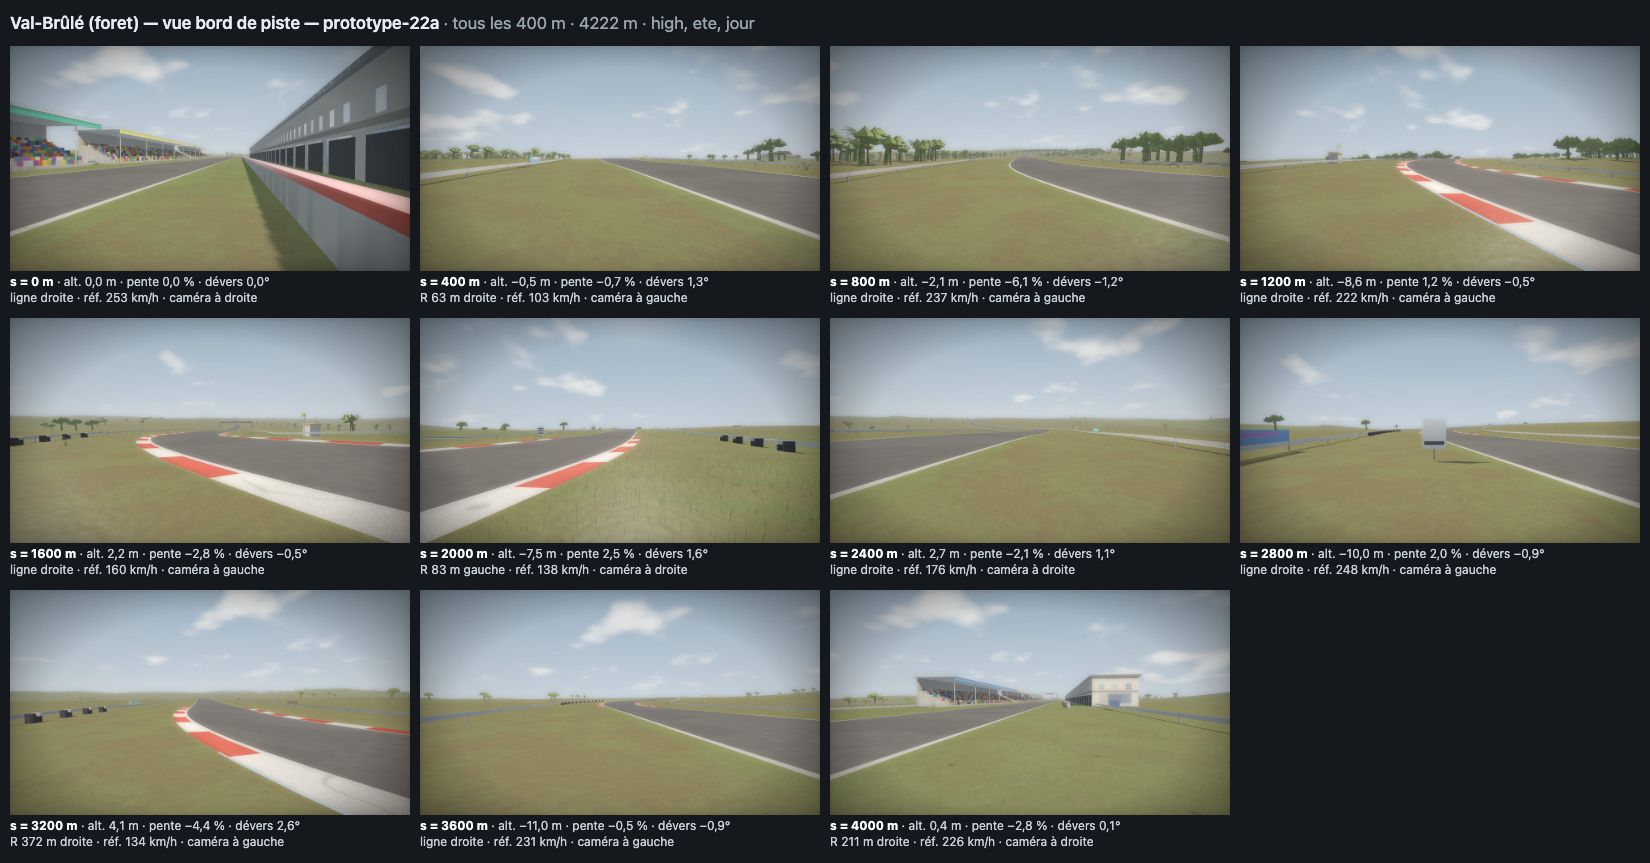 Val-Brûlé (foret) — vue bord de piste — prototype-22a · tous les 400 m · 4222 m · high, ete, jour
s = 0 m · alt. 0,0 m · pente 0,0 % · dévers 0,0°
ligne droite · réf. 253 km/h · caméra à droite
s = 400 m · alt. −0,5 m · pente −0,7 % · dévers 1,3°
R 63 m droite · réf. 103 km/h · caméra à gauche
s = 800 m · alt. −2,1 m · pente −6,1 % · dévers −1,2°
ligne droite · réf. 237 km/h · caméra à gauche
s = 1200 m · alt. −8,6 m · pente 1,2 % · dévers −0,5°
ligne droite · réf. 222 km/h · caméra à gauche
s = 1600 m · alt. 2,2 m · pente −2,8 % · dévers −0,5°
ligne droite · réf. 160 km/h · caméra à gauche
s = 2000 m · alt. −7,5 m · pente 2,5 % · dévers 1,6°
R 83 m gauche · réf. 138 km/h · caméra à droite
s = 2400 m · alt. 2,7 m · pente −2,1 % · dévers 1,1°
ligne droite · réf. 176 km/h · caméra à droite
s = 2800 m · alt. −10,0 m · pente 2,0 % · dévers −0,9°
ligne droite · réf. 248 km/h · caméra à gauche
s = 3200 m · alt. 4,1 m · pente −4,4 % · dévers 2,6°
R 372 m droite · réf. 134 km/h · caméra à gauche
s = 3600 m · alt. −11,0 m · pente −0,5 % · dévers −0,9°
ligne droite · réf. 231 km/h · caméra à gauche
s = 4000 m · alt. 0,4 m · pente −2,8 % · dévers 0,1°
R 211 m droite · réf. 226 km/h · caméra à droite